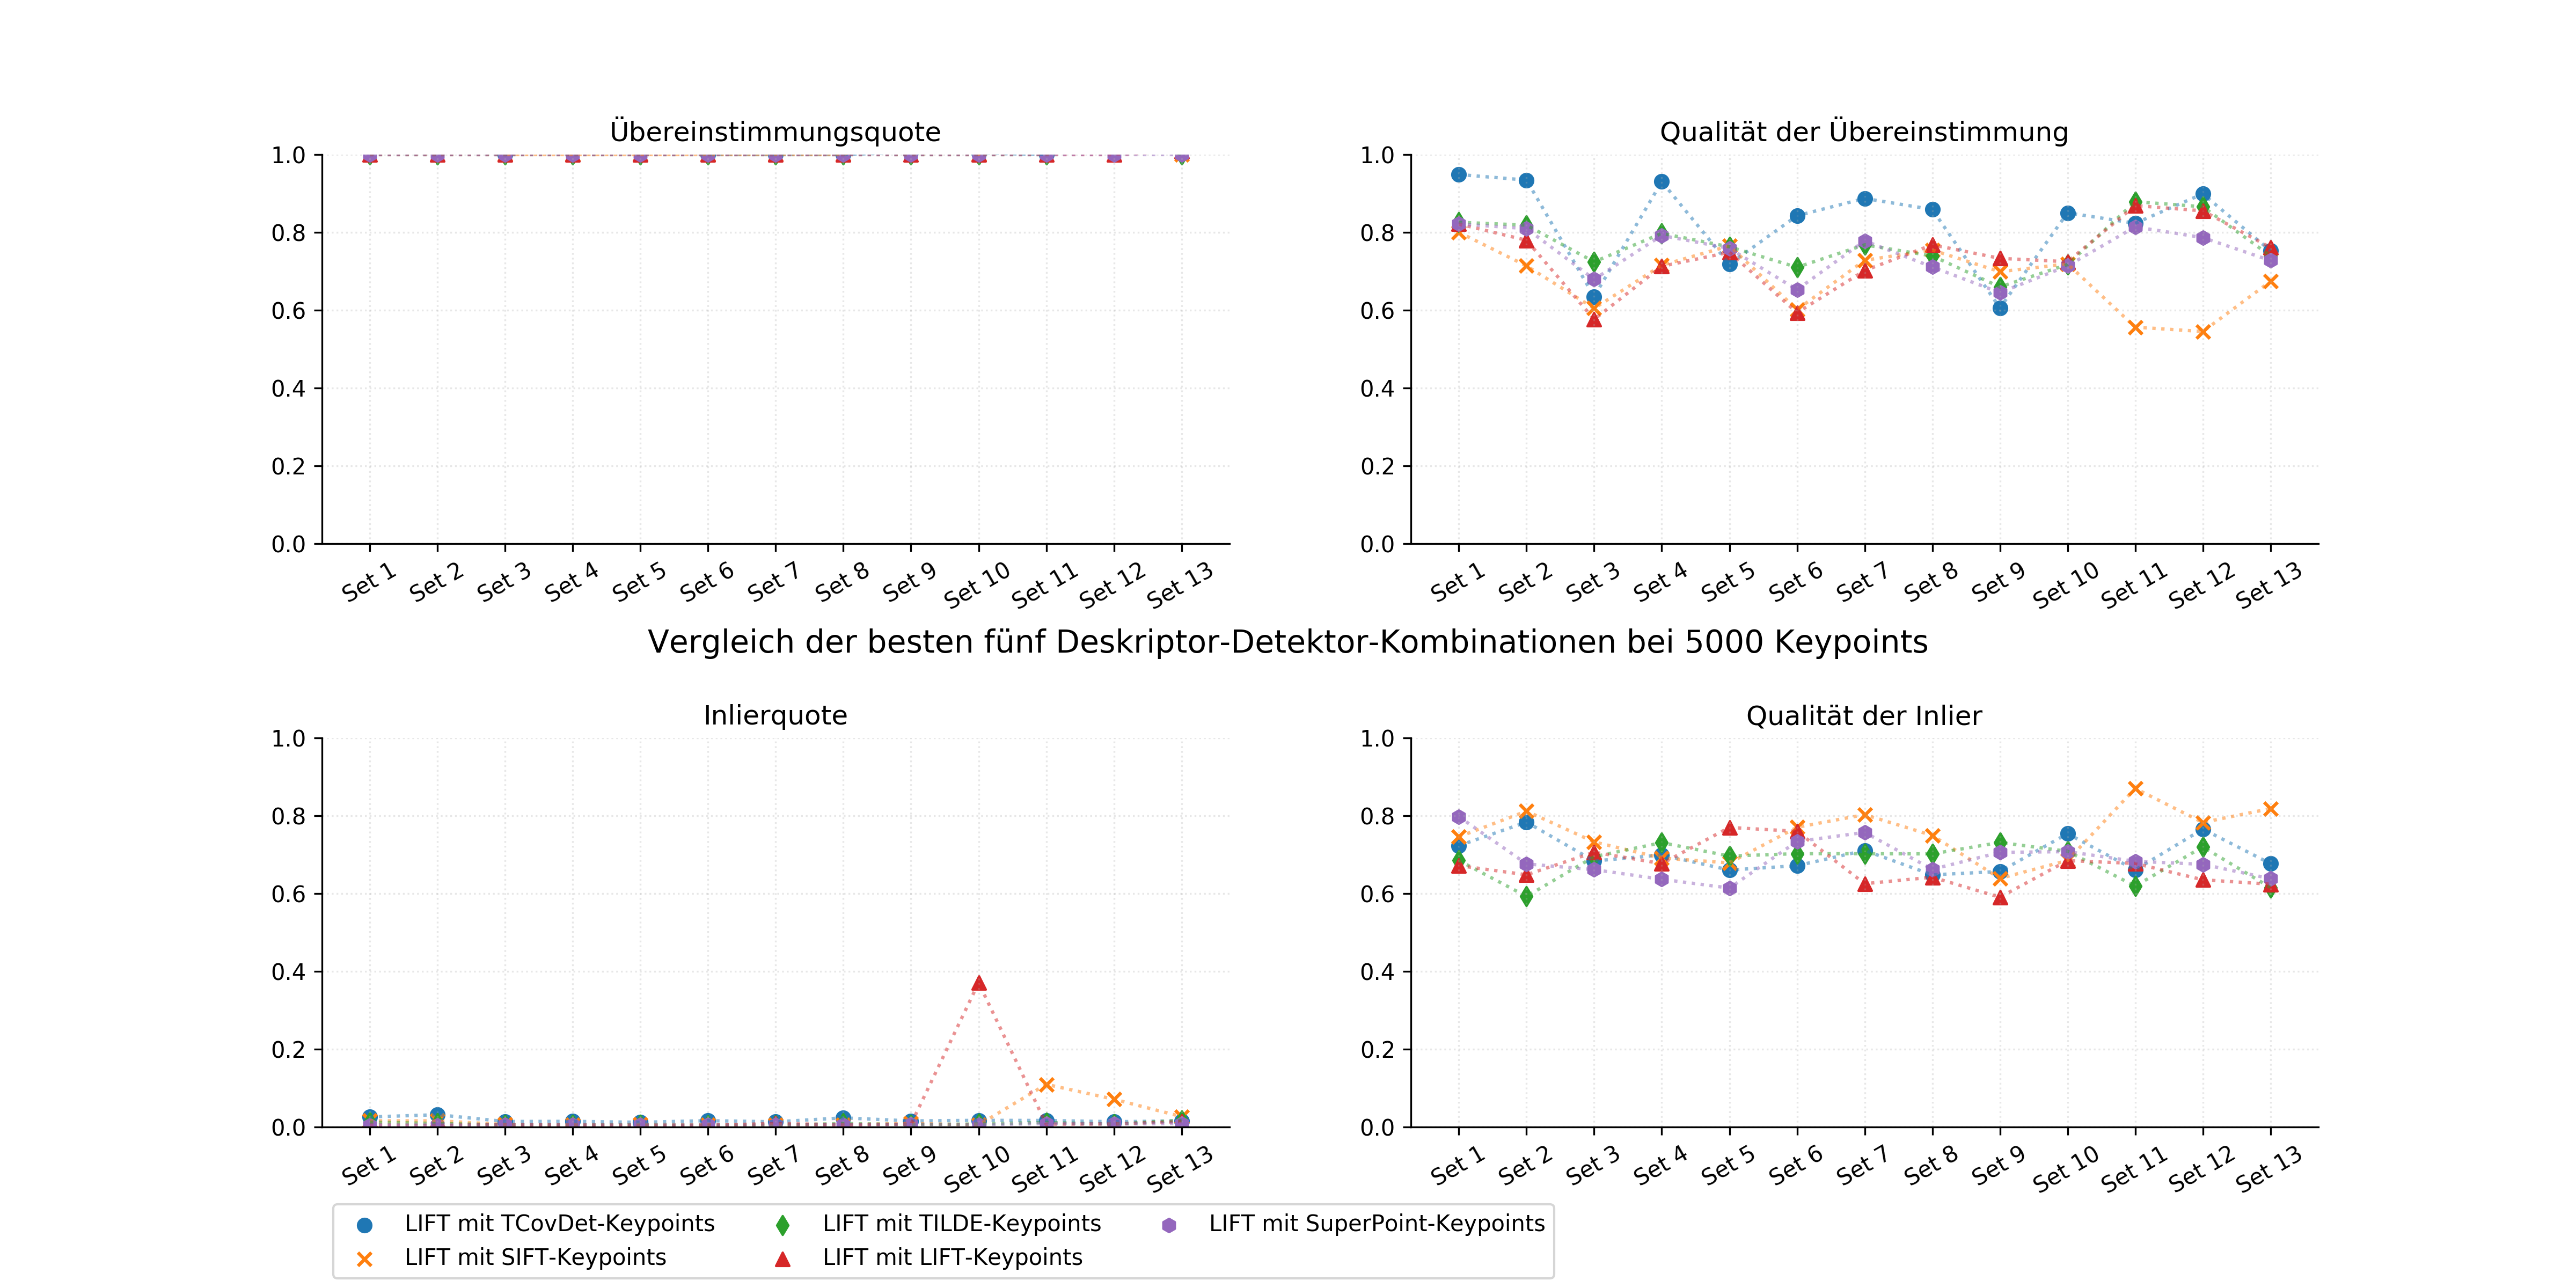 Übereinstimmungsquote
1.0
0.8
0.6
0.4
0.2
0.0
Set 1 Set 2 Set 3 Set 4 Set 5 Set 6 Set 7 Set 8 Set 9 Set 10 Set 11 Set 12 Set 13
Qualität der Übereinstimmung
1.0
0.8
0.6
0.4
0.2
0.0
Set 1 Set 2 Set 3 Set 4 Set 5 Set 6 Set 7 Set 8 Set 9 Set 10 Set 11 Set 12 Set 13
Vergleich der besten fünf Deskriptor-Detektor-Kombinationen bei 5000 Keypoints
Inlierquote
1.0
0.8
0.6
0.4
0.2
0.0
Set 1 Set 2 Set 3 Set 4 Set 5 Set 6 Set 7 Set 8 Set 9 Set 10 Set 11 Set 12 Set 13
Qualität der Inlier
1.0
0.8
0.6
0.4
0.2
0.0
Set 1 Set 2 Set 3 Set 4 Set 5 Set 6 Set 7 Set 8 Set 9 Set 10 Set 11 Set 12 Set 13
LIFT mit TCovDet-Keypoints
LIFT mit SIFT-Keypoints
LIFT mit TILDE-Keypoints
LIFT mit LIFT-Keypoints
LIFT mit SuperPoint-Keypoints